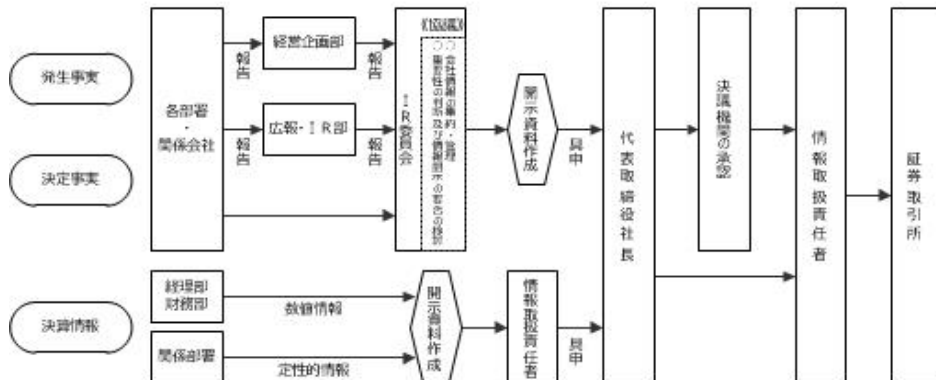 発生事実
決定事実
決算情報
各部署
・
関係会社
報告
報告
経営企画部
広報・IR部
報告
報告
IR委員会
《協議》
○ 会社情報の集約・管理
○ 重要性の判断及び情報開示の要否の検討
開示資料作成
具申
代表取締役社長
決議機関の承認
情報取扱責任者
証券取引所
経理部
財務部
数値情報
関係部署
定性的情報
開示資料作成
情報取扱責任者
具申